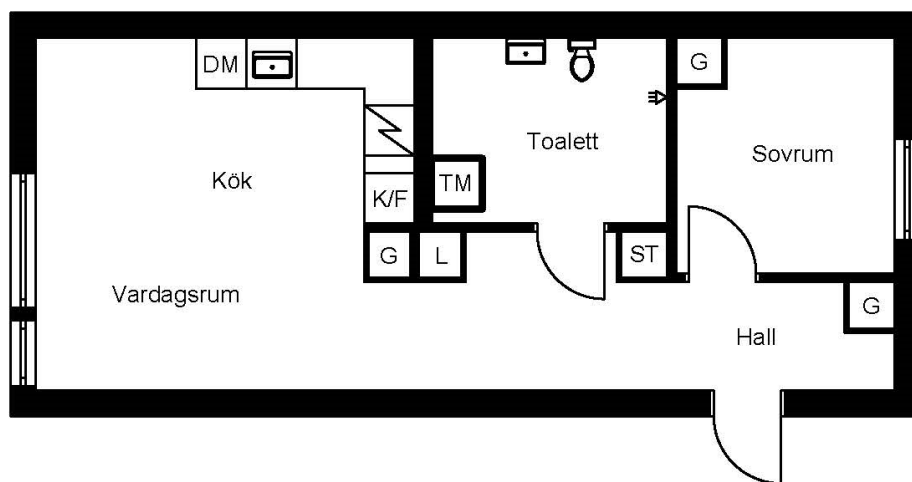 DM
G
Toalett
Sovrum
Kök
TM
K/F
G
L
ST
Vardagsrum
G
Hall